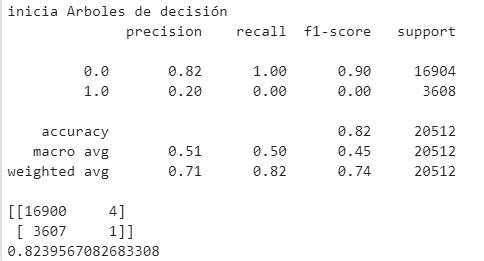 inicia Arboles de decisión
precision recall f1-score support
0.0 0.82 1.00 0.90 16904
1.0 0.20 0.00 0.00 3608
accuracy 0.82 20512
macro avg 0.51 0.50 0.45 20512
weighted avg 0.71 0.82 0.74 20512
[[16900 4]
[ 3607 1]]
0.8239567082683308